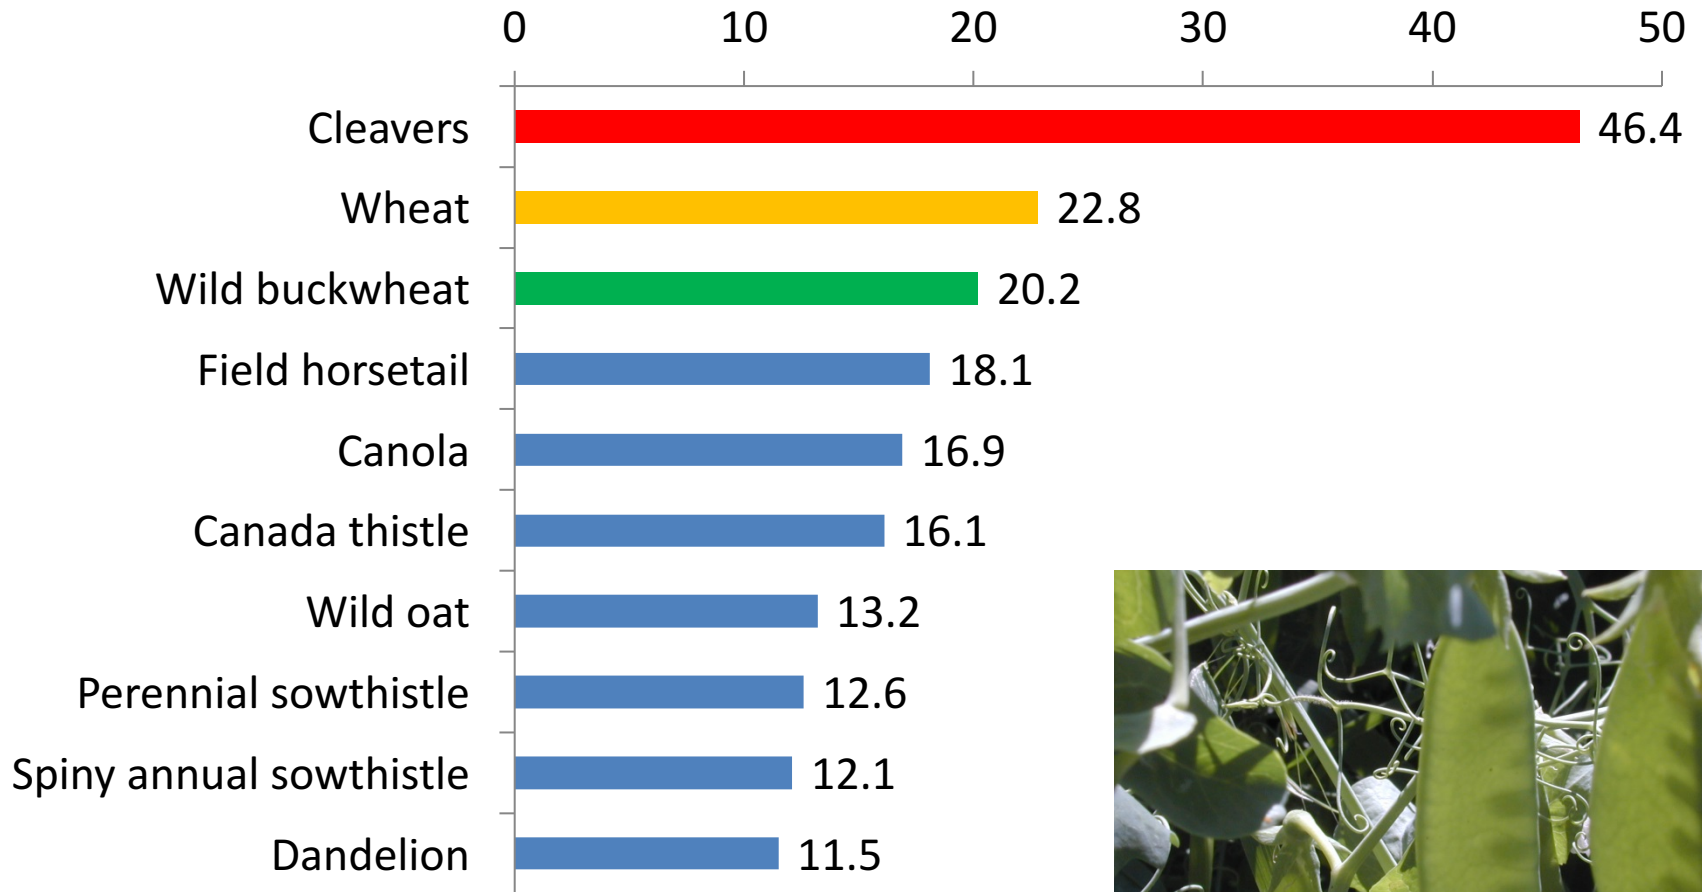 0 10 20 30 40 50
Cleavers 46.4
Wheat 22.8
Wild buckwheat 20.2
Field horsetail 18.1
Canola 16.9
Canada thistle 16.1
Wild oat 13.2
Perennial sowthistle 12.6
Spiny annual sowthistle 12.1
Dandelion 11.5